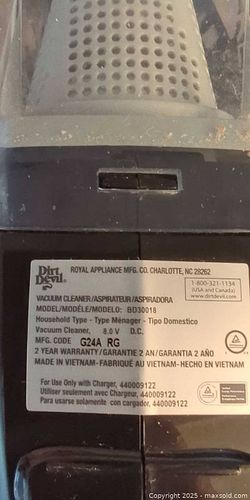 Dirt Devil® ROYAL APPLIANCE MFG. CO. CHARLOTTE, NC 28262
1-800-321-1134
(USA and Canada)
www.dirtdevil.com
VACUUM CLEANER/ASPIRATEUR/ASPIRADORA
MODEL/MODÈLE/MODELO: BD30018
Household Type - Type Ménager - Tipo Domestico
Vacuum Cleaner, 8.0 V D.C.
MFG. CODE G24A RG
2 YEAR WARRANTY/GARANTIE 2 AN/GARANTIA 2 AÑO
MADE IN VIETNAM- FABRIQUÉ AU VIETNAM- HECHO EN VIETNAM
For Use Only with Charger, 440009122
Utiliser seulement avec Chargeur, 440009122
Para usarse solamente con cargador, 440009122
Copyright 2025 - maxsold.com